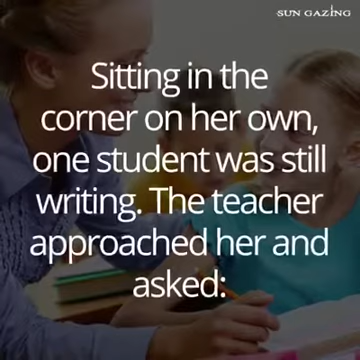 SUN GAZING
Sitting in the
corner on her own,
one student was still
writing. The teacher
approached her and
asked: